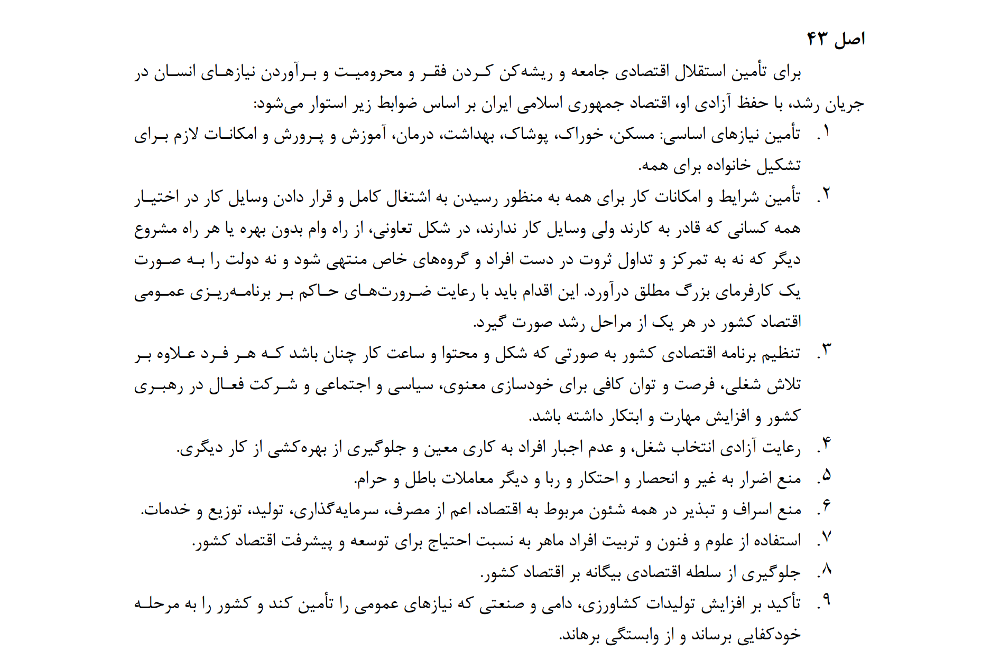 اصل ۴۳
برای تأمین استقلال اقتصادی جامعه و ریشه‌کن کردن فقر و محرومیت و برآوردن نیازهای انسان در
جریان رشد، با حفظ آزادی او، اقتصاد جمهوری اسلامی ایران بر اساس ضوابط زیر استوار می‌شود:
۱. تأمین نیازهای اساسی: مسکن، خوراک، پوشاک، بهداشت، درمان، آموزش و پرورش و امکانات لازم برای
تشکیل خانواده برای همه.
۲. تأمین شرایط و امکانات کار برای همه به منظور رسیدن به اشتغال کامل و قرار دادن وسایل کار در اختیار
همه کسانی که قادر به کارند ولی وسایل کار ندارند، در شکل تعاونی، از راه وام بدون بهره یا هر راه مشروع
دیگر که نه به تمرکز و تداول ثروت در دست افراد و گروه‌های خاص منتهی شود و نه دولت را به صورت
یک کارفرمای بزرگ مطلق درآورد. این اقدام باید با رعایت ضرورت‌های حاکم بر برنامه‌ریزی عمومی
اقتصاد کشور در هر یک از مراحل رشد صورت گیرد.
۳. تنظیم برنامه اقتصادی کشور به صورتی که شکل و محتوا و ساعت کار چنان باشد که هر فرد علاوه بر
تلاش شغلی، فرصت و توان کافی برای خودسازی معنوی، سیاسی و اجتماعی و شرکت فعال در رهبری
کشور و افزایش مهارت و ابتکار داشته باشد.
۴. رعایت آزادی انتخاب شغل، و عدم اجبار افراد به کاری معین و جلوگیری از بهره‌کشی از کار دیگری.
۵. منع اضرار به غیر و انحصار و احتکار و ربا و دیگر معاملات باطل و حرام.
۶. منع اسراف و تبذیر در همه شئون مربوط به اقتصاد، اعم از مصرف، سرمایه‌گذاری، تولید، توزیع و خدمات.
۷. استفاده از علوم و فنون و تربیت افراد ماهر به نسبت احتیاج برای توسعه و پیشرفت اقتصاد کشور.
۸. جلوگیری از سلطه اقتصادی بیگانه بر اقتصاد کشور.
۹. تأکید بر افزایش تولیدات کشاورزی، دامی و صنعتی که نیازهای عمومی را تأمین کند و کشور را به مرحله
خودکفایی برساند و از وابستگی برهاند.